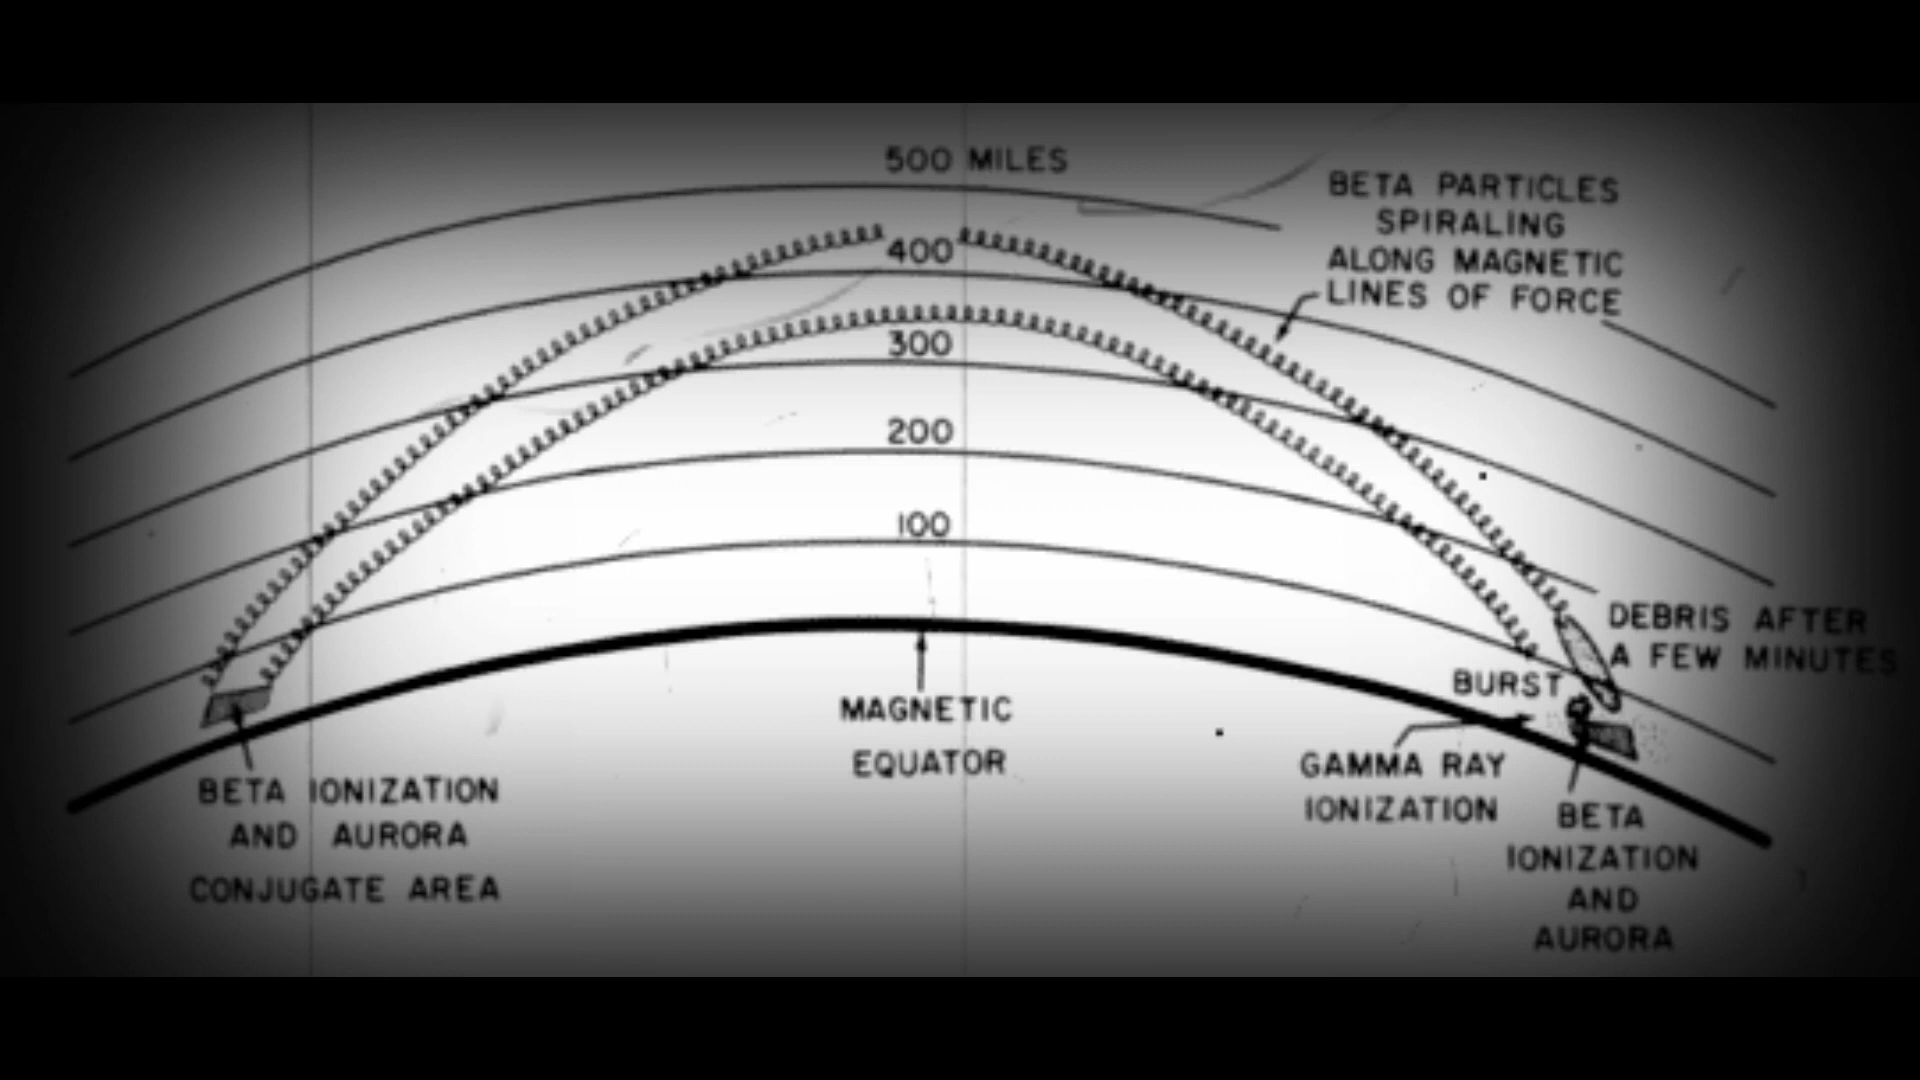 500 MILES
400
300
200
100
BETA PARTICLES
SPIRALING
ALONG MAGNETIC
LINES OF FORCE
DEBRIS AFTER
A FEW MINUTES
BURST
MAGNETIC
EQUATOR
GAMMA RAY
IONIZATION
BETA
IONIZATION
AND
AURORA
BETA IONIZATION
AND AURORA
CONJUGATE AREA